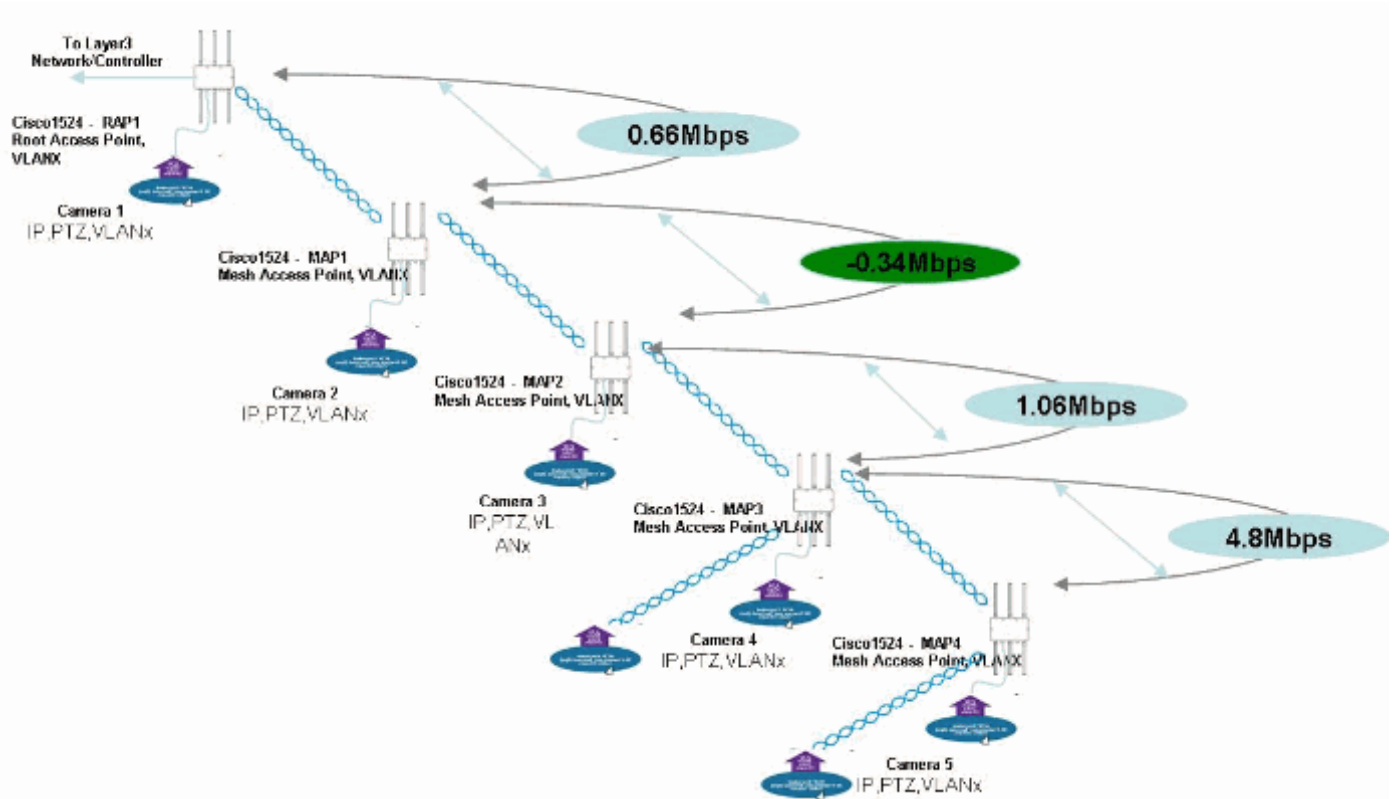 To Layer3
Network/Controller
Cisco1524 - RAP1
Root Access Point,
VLANX
0.66Mbps
Camera 1
IP,PTZ,VLANx
Cisco1524 - MAP1
Mesh Access Point, VLANX
-0.34Mbps
Camera 2
IP,PTZ,VLANx
Cisco1524 - MAP2
Mesh Access Point, VLANX
1.06Mbps
Camera 3
IP,PTZ,VL
ANx
Cisco1524 - MAP3
Mesh Access Point, VLANX
4.8Mbps
Camera 4
IP,PTZ,VLANx
Cisco1524 - MAP4
Mesh Access Point, VLANX
Camera 5
IP,PTZ,VLANx